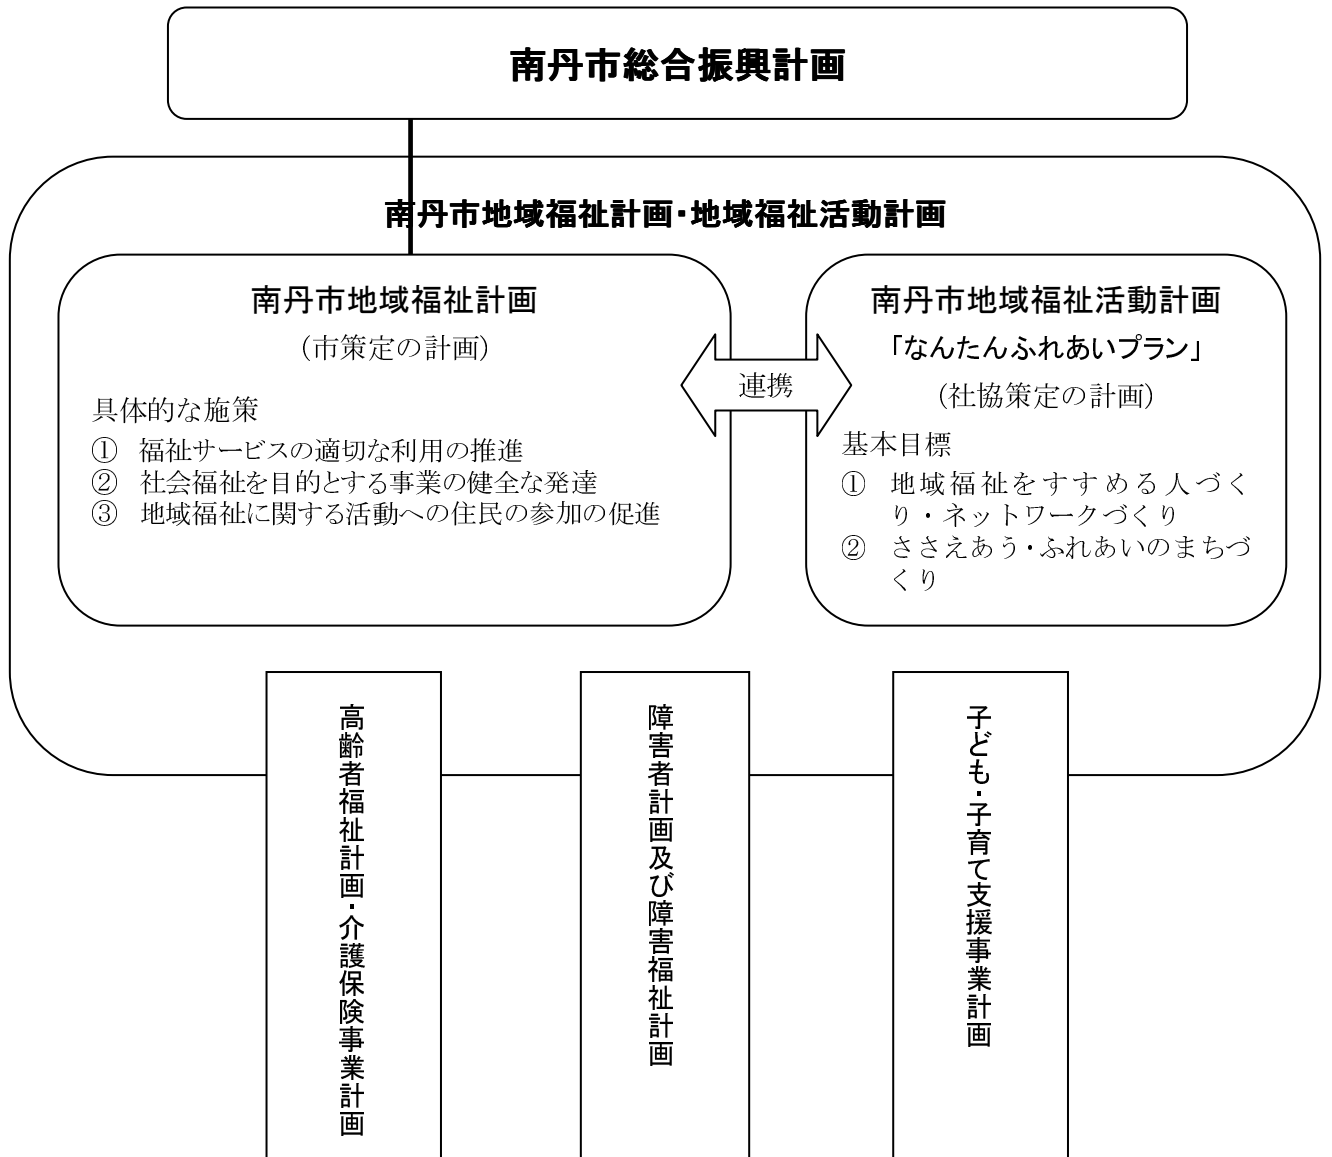 南丹市総合振興計画
南丹市地域福祉計画・地域福祉活動計画
南丹市地域福祉計画
（市策定の計画）
具体的な施策
① 福祉サービスの適切な利用の推進
② 社会福祉を目的とする事業の健全な発達
③ 地域福祉に関する活動への住民の参加の促進
連携
南丹市地域福祉活動計画
「なんたんふれあいプラン」
（社協策定の計画）
基本目標
① 地域福祉をすすめる人づく
り・ネットワークづくり
② ささえあう・ふれあいのまちづ
くり
高齢者福祉計画・介護保険事業計画
障害者計画及び障害福祉計画
子ども・子育て支援事業計画